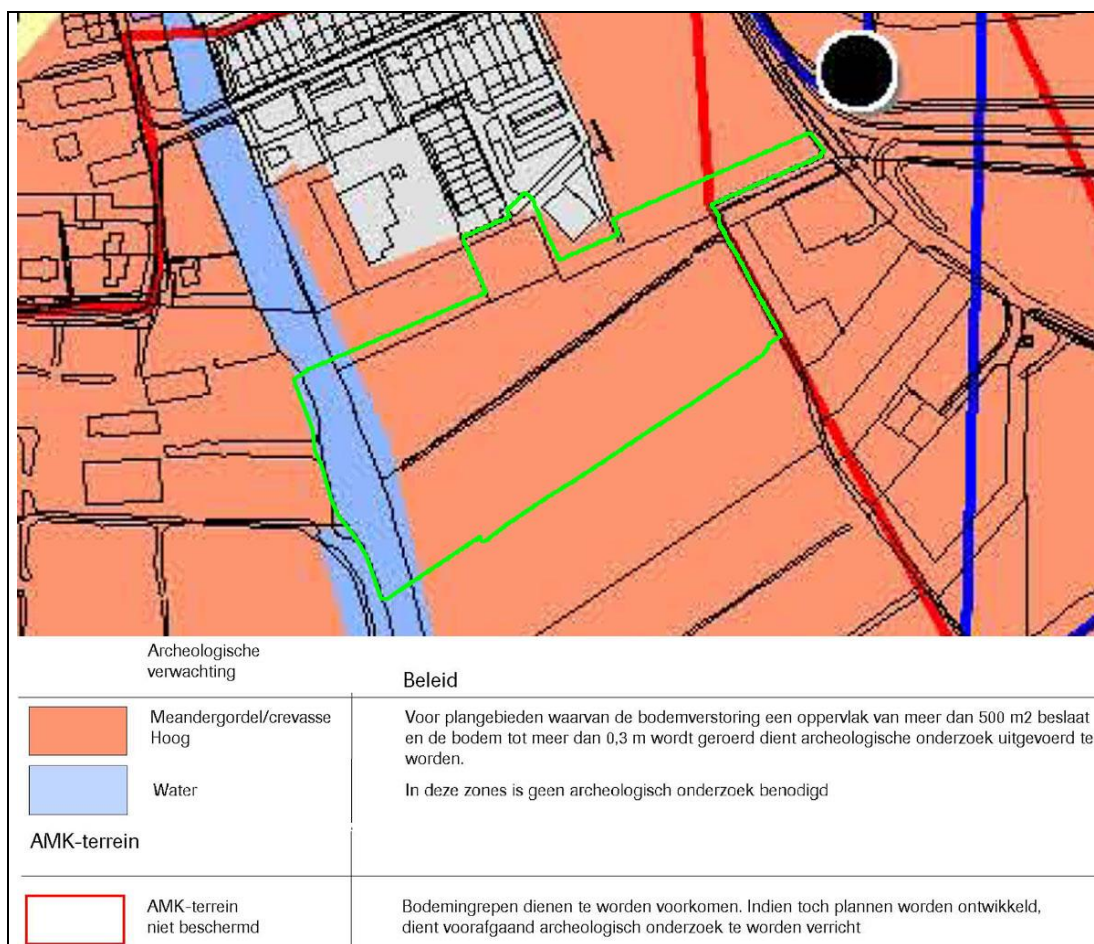 Archeologische
verwachting
Beleid
Meandergordel/crevasse
Hoog
Voor plangebieden waarvan de bodemverstoring een oppervlak van meer dan 500 m2 beslaat
en de bodem tot meer dan 0,3 m wordt geroerd dient archeologische onderzoek uitgevoerd te
worden.
Water
In deze zones is geen archeologisch onderzoek benodigd
AMK-terrein
AMK-terrein
niet beschermd
Bodemingrepen dienen te worden voorkomen. Indien toch plannen worden ontwikkeld,
dient voorafgaand archeologisch onderzoek te worden verricht